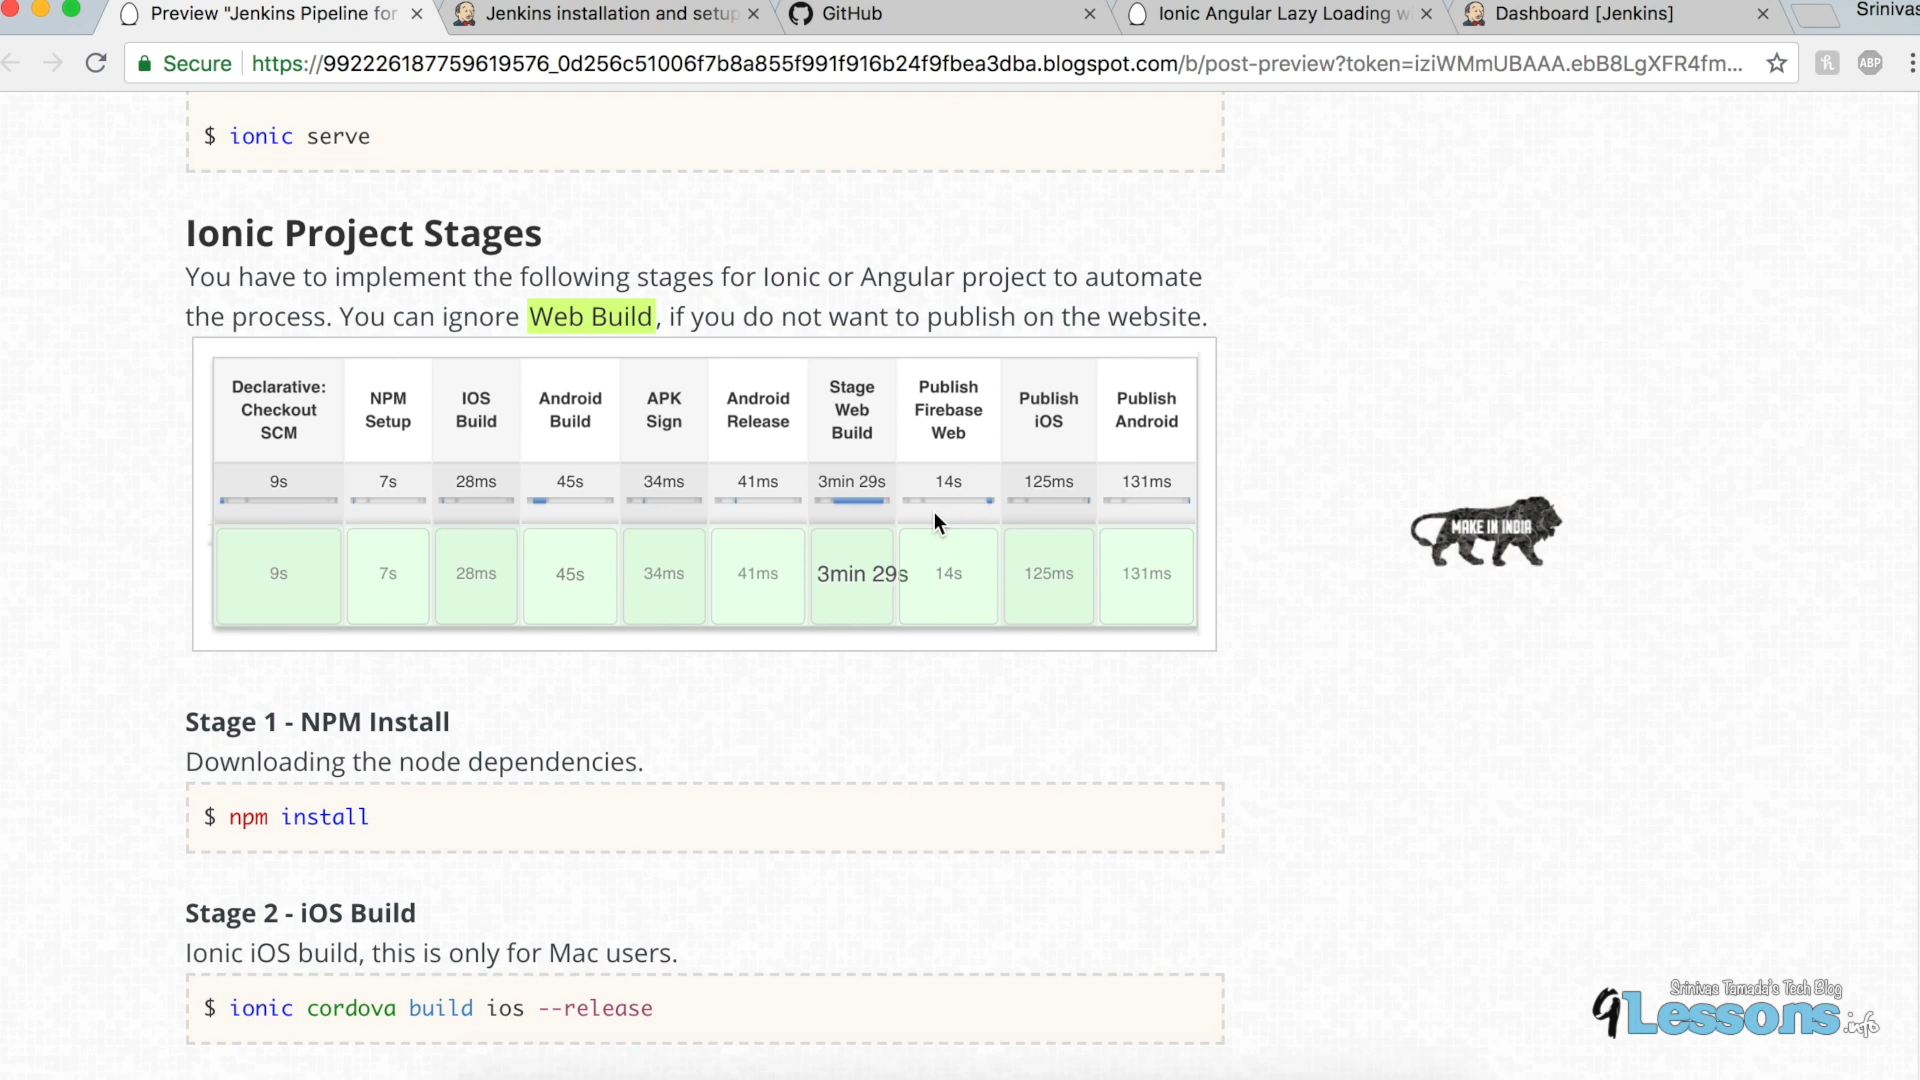 Preview "Jenkins Pipeline for
Jenkins installation and setup
GitHub
Ionic Angular Lazy Loading w
Dashboard [Jenkins]
Srinivas
Secure https://992226187759619576_0d256c51006f7b8a855f991f916b24f9fbea3dba.blogspot.com/b/post-preview?token=iziWMmUBAAA.ebB8LgXFR4fm...
ABP
$ ionic serve
Ionic Project Stages
You have to implement the following stages for Ionic or Angular project to automate
the process. You can ignore Web Build, if you do not want to publish on the website.
Declarative: Checkout SCM
NPM Setup
IOS Build
Android Build
APK Sign
Android Release
Stage Web Build
Publish Firebase Web
Publish iOS
Publish Android
9s 7s 28ms 45s 34ms 41ms 3min 29s 14s 125ms 131ms
9s 7s 28ms 45s 34ms 41ms 3min 29s 14s 125ms 131ms
MAKE IN INDIA
Stage 1 - NPM Install
Downloading the node dependencies.
$ npm install
Stage 2 - iOS Build
Ionic iOS build, this is only for Mac users.
$ ionic cordova build ios --release
Srinivas Tamada's Tech Blog
9Lessons.info